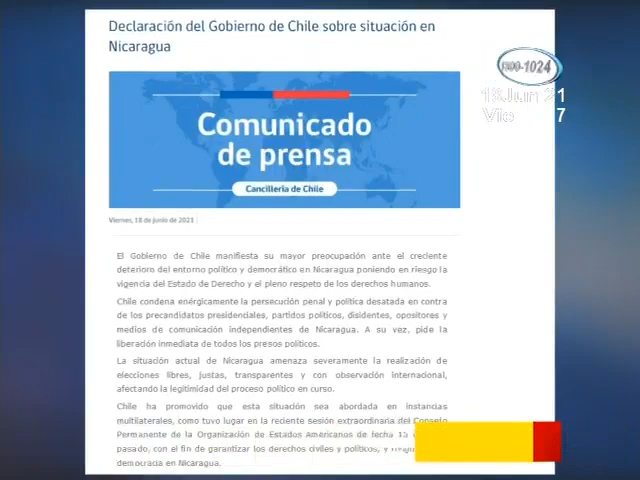 Declaración del Gobierno de Chile sobre situación en
Nicaragua
1800-1024
18Jun 21
Vie 7
Comunicado
de prensa
Cancillería de Chile
Viernes, 18 de junio de 2021
El Gobierno de Chile manifiesta su mayor preocupación ante el creciente
deterioro del entorno político y democrático en Nicaragua poniendo en riesgo la
vigencia del Estado de Derecho y el pleno respeto de los derechos humanos.
Chile condena enérgicamente la persecución penal y política desatada en contra
de los precandidatos presidenciales, partidos políticos, disidentes, opositores y
medios de comunicación independientes de Nicaragua. A su vez, pide la
liberación inmediata de todos los presos políticos.
La situación actual de Nicaragua amenaza severamente la realización de
elecciones libres, justas, transparentes y con observación internacional,
afectando la legitimidad del proceso político en curso.
Chile ha promovido que esta situación sea abordada en instancias
multilaterales, como tuvo lugar en la reciente sesión extraordinaria del Consejo
Permanente de la Organización de Estados Americanos de fecha 15
pasado, con el fin de garantizar los derechos civiles y políticos, y
democracia en Nicaragua.